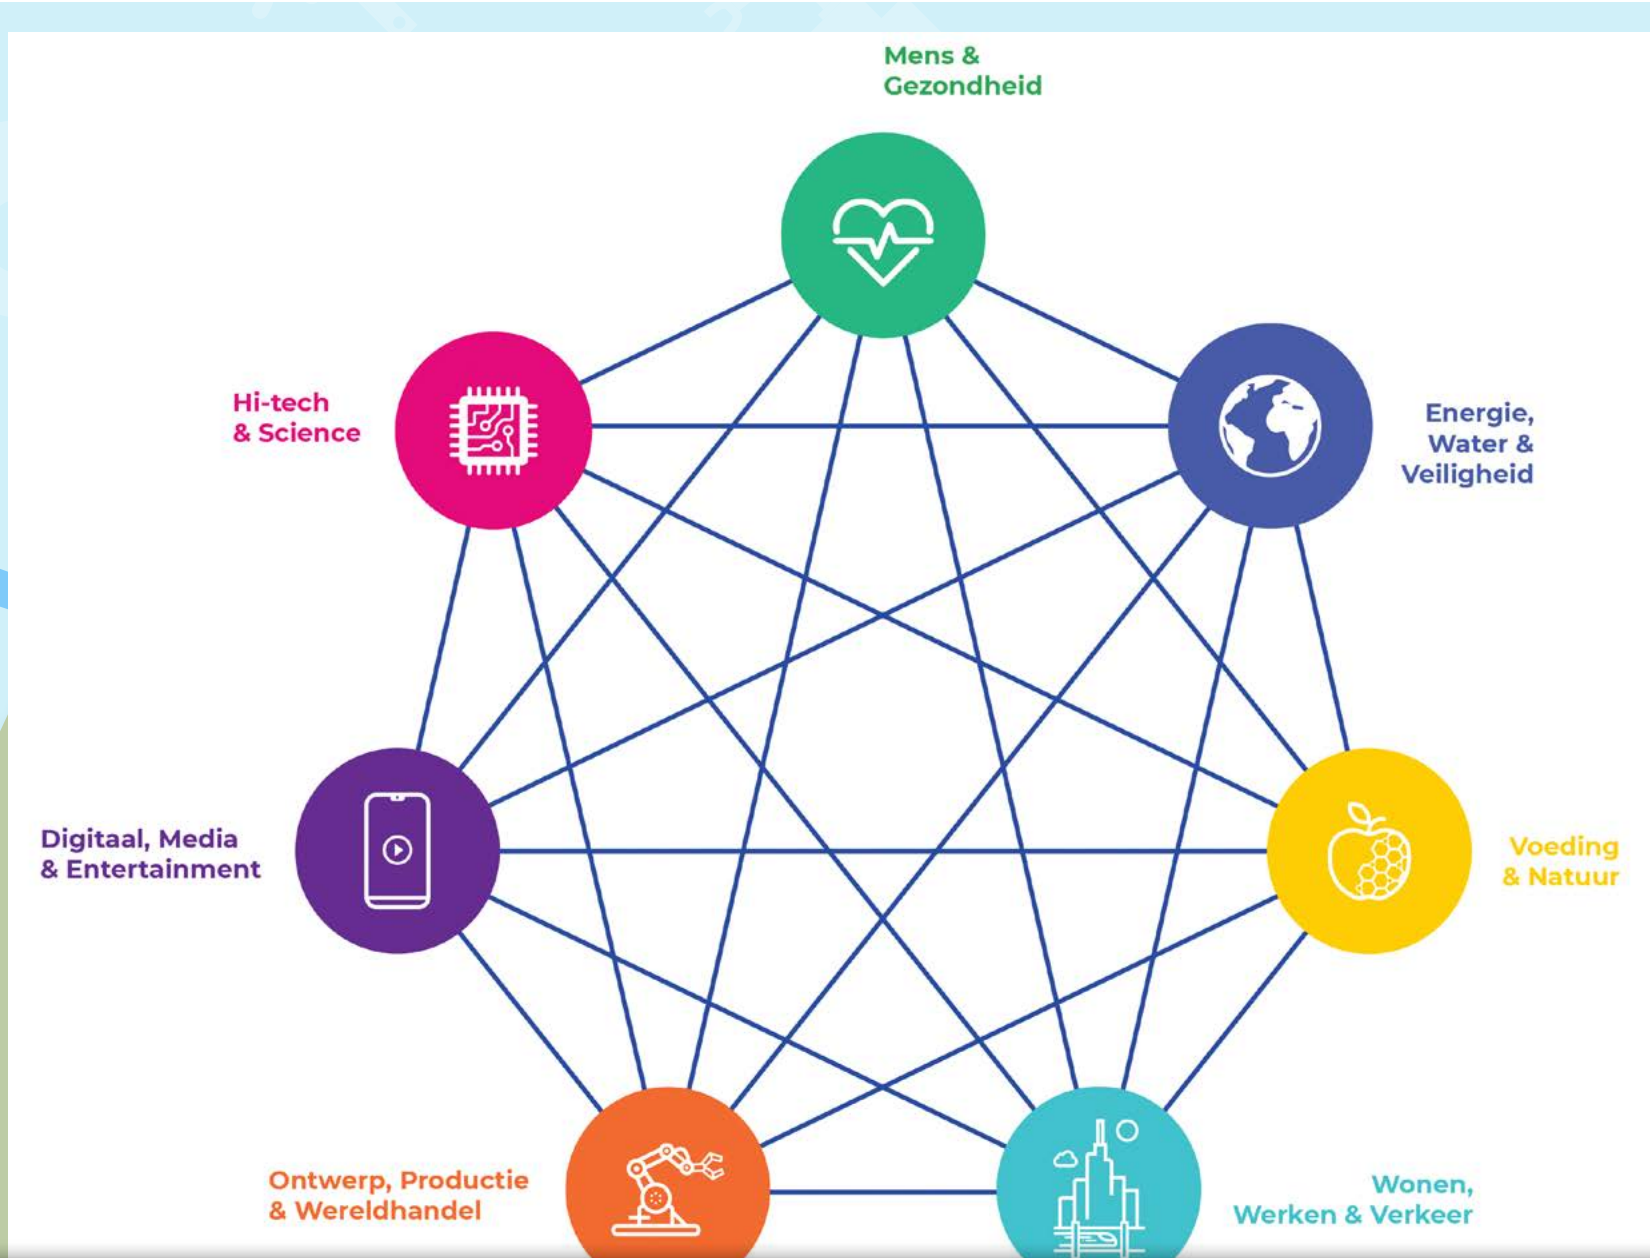 Mens &
Gezondheid
Hi-tech
& Science
Energie,
Water &
Veiligheid
Digitaal, Media
& Entertainment
Voeding
& Natuur
Ontwerp, Productie
& Wereldhandel
Wonen,
Werken & Verkeer